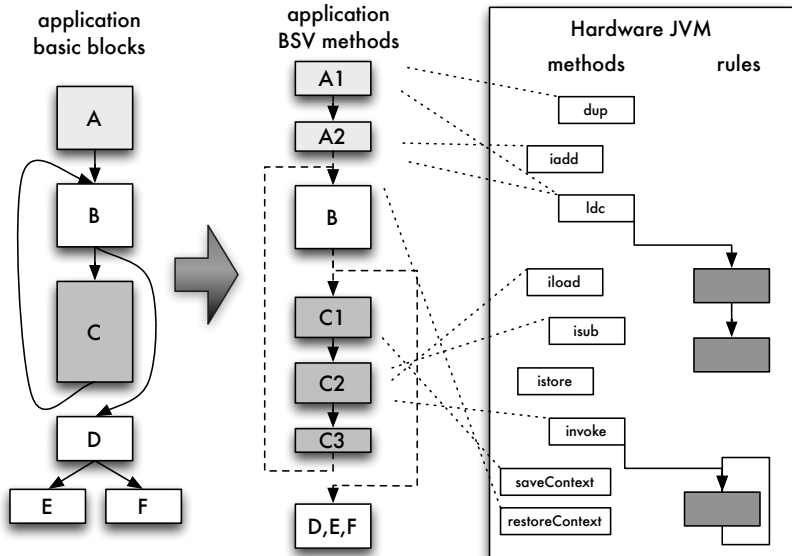 application
basic blocks
A
B
C
D
E
F
application
BSV methods
A1
A2
B
C1
C2
C3
D,E,F
Hardware JVM
methods
rules
dup
iadd
ldc
iload
isub
istore
invoke
saveContext
restoreContext